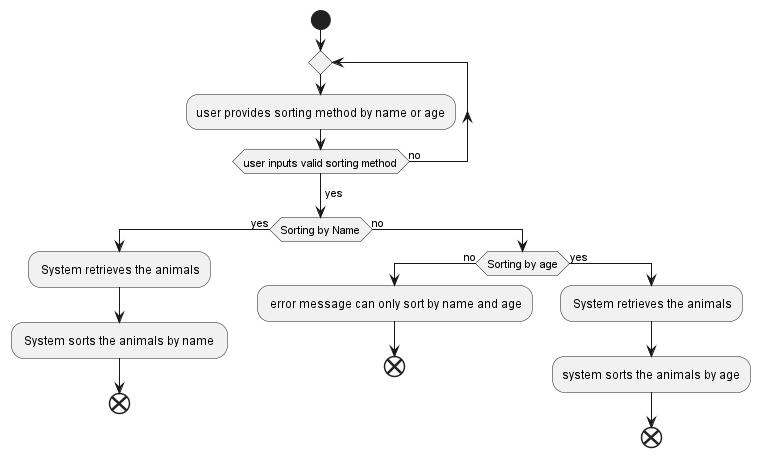 user provides sorting method by name or age
user inputs valid sorting method
no
yes
yes
Sorting by Name
no
System retrieves the animals
System sorts the animals by name
no
Sorting by age
yes
error message can only sort by name and age
System retrieves the animals
system sorts the animals by age